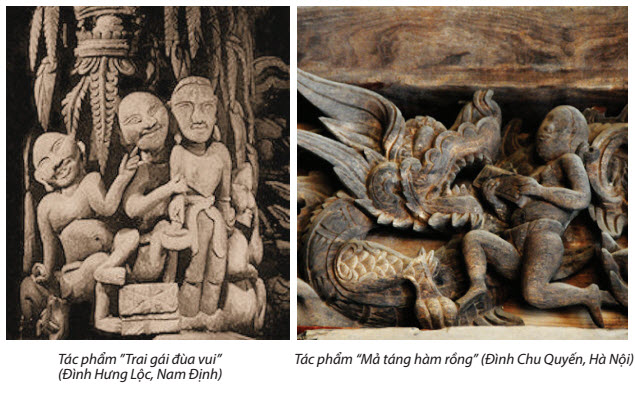 Tác phẩm “Trai gái đùa vui”
(Đình Hưng Lộc, Nam Định)
Tác phẩm “Mả táng hàm rồng” (Đình Chu Quyến, Hà Nội)